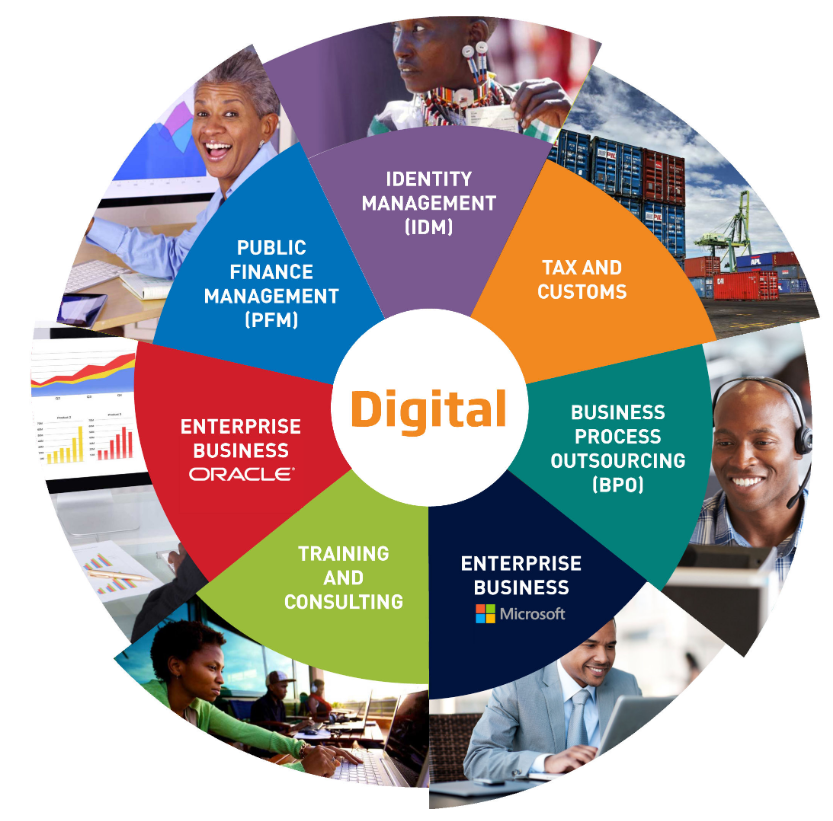 IDENTITY
MANAGEMENT
(IDM)
TAX AND
CUSTOMS
BUSINESS
PROCESS
OUTSOURCING
(BPO)
ENTERPRISE
BUSINESS
Microsoft
TRAINING
AND
CONSULTING
ENTERPRISE
BUSINESS
ORACLE®
PUBLIC
FINANCE
MANAGEMENT
(PFM)
Digital